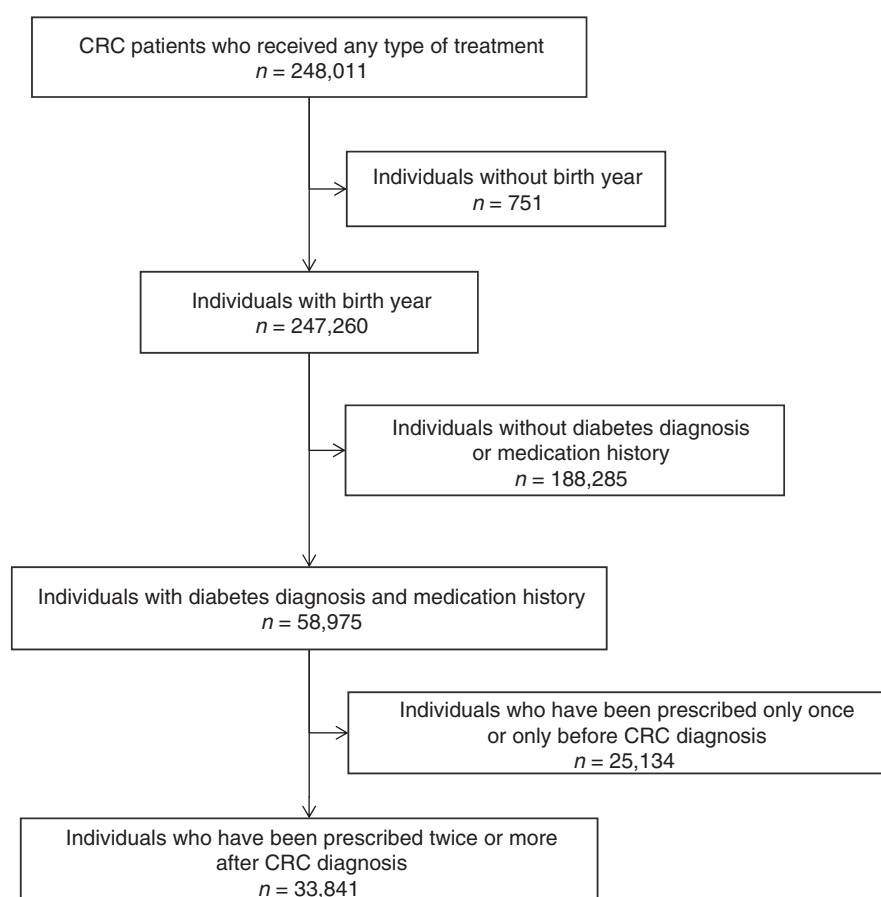 CRC patients who received any type of treatment
n = 248,011
Individuals without birth year
n = 751
Individuals with birth year
n = 247,260
Individuals without diabetes diagnosis
or medication history
n = 188,285
Individuals with diabetes diagnosis and medication history
n = 58,975
Individuals who have been prescribed only once
or only before CRC diagnosis
n = 25,134
Individuals who have been prescribed twice or more
after CRC diagnosis
n = 33,841